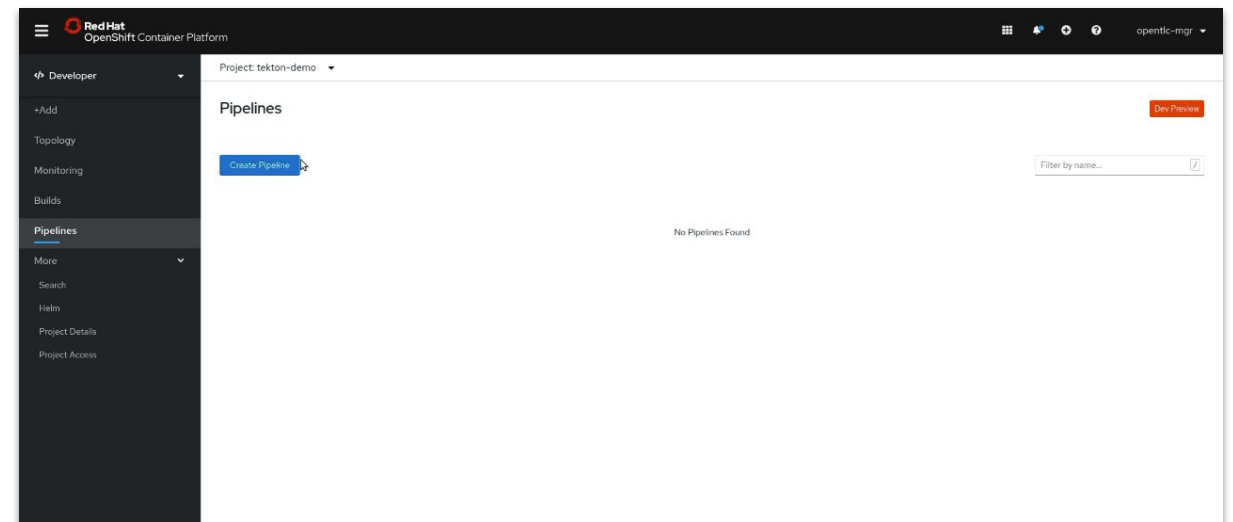 Red Hat
OpenShift Container Platform
opentlc-mgr
</> Developer
Project: tekton-demo
+Add
Pipelines
Dev Preview
Topology
Monitoring
Create Pipeline
Filter by name...
/
Builds
Pipelines
No Pipelines Found
More
Search
Helm
Project Details
Project Access